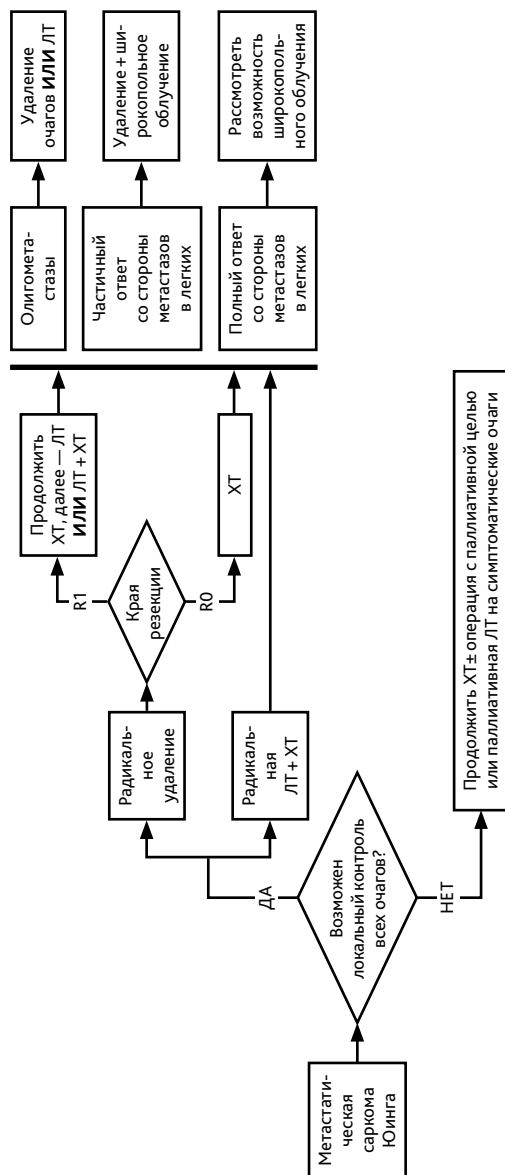 Метастати-
ческая
саркома
Юинга
Возможен
локальный контроль
всех очагов?
ДА
НЕТ
Радикаль-
ное
удаление
Радикаль-
ная
ЛТ + ХТ
Края
резекции
R1
R0
Продолжить
ХТ, далее — ЛТ
ИЛИ ЛТ + ХТ
ХТ
Олигомета-
стазы
Удаление
очагов ИЛИ ЛТ
Частичный
ответ
со стороны
метастазов
в легких
Удаление + ши-
рокопольное
облучение
Полный ответ
со стороны
метастазов
в легких
Рассмотреть
возможность
широкополь-
ного облучения
Продолжить ХТ± операция с паллиативной целью
или паллиативная ЛТ на симптоматические очаги